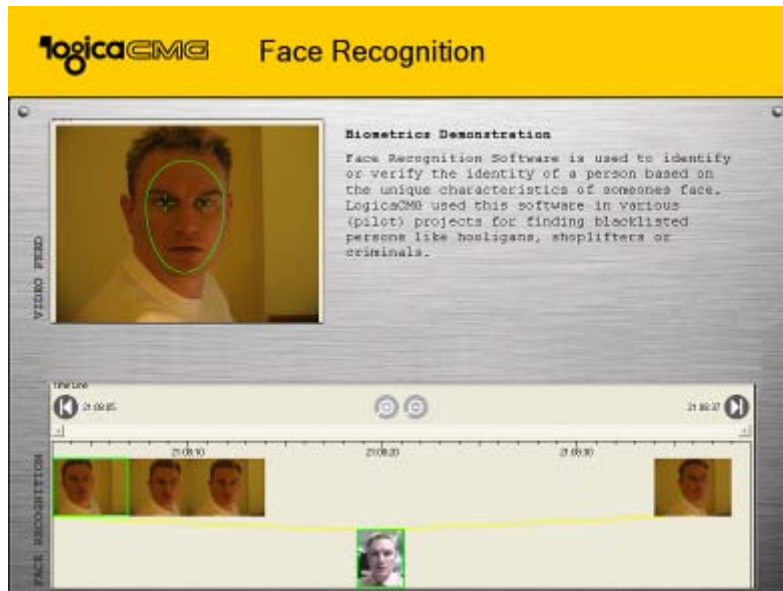 logicaCMG Face Recognition
Biometrics Demonstration
Face Recognition Software is used to identify
or verify the identity of a person based on
the unique characteristics of someones face.
LogicaCMG used this software in various
(pilot) projects for finding blacklisted
persons like hooligans, shoplifters or
criminals.
VIDEO FEED
Time Line
21:08:05
21:08:37
21:08:10 21:08:20 21:08:30
FACE RECOGNITION